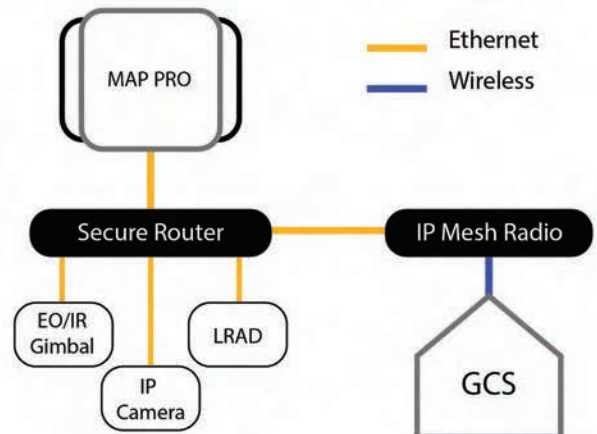 MAP PRO
Ethernet
Wireless
Secure Router
IP Mesh Radio
EO/IR
Gimbal
LRAD
IP
Camera
GCS